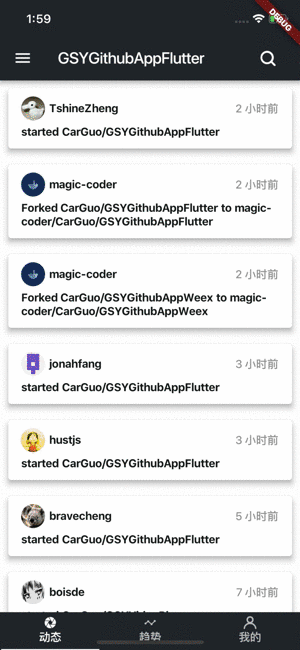 1:59
DEBUG
GSYGithubAppFlutter
TshineZheng 2 小时前
started CarGuo/GSYGithubAppFlutter
magic-coder 2 小时前
Forked CarGuo/GSYGithubAppFlutter to magic-
coder/CarGuo/GSYGithubAppFlutter
magic-coder 2 小时前
Forked CarGuo/GSYGithubAppWeex to magic-
coder/CarGuo/GSYGithubAppWeex
jonahfang 3 小时前
started CarGuo/GSYGithubAppFlutter
hustjs 3 小时前
started CarGuo/GSYGithubAppFlutter
bravecheng 5 小时前
started CarGuo/GSYGithubAppFlutter
boisde 7 小时前
动态 趋势 我的